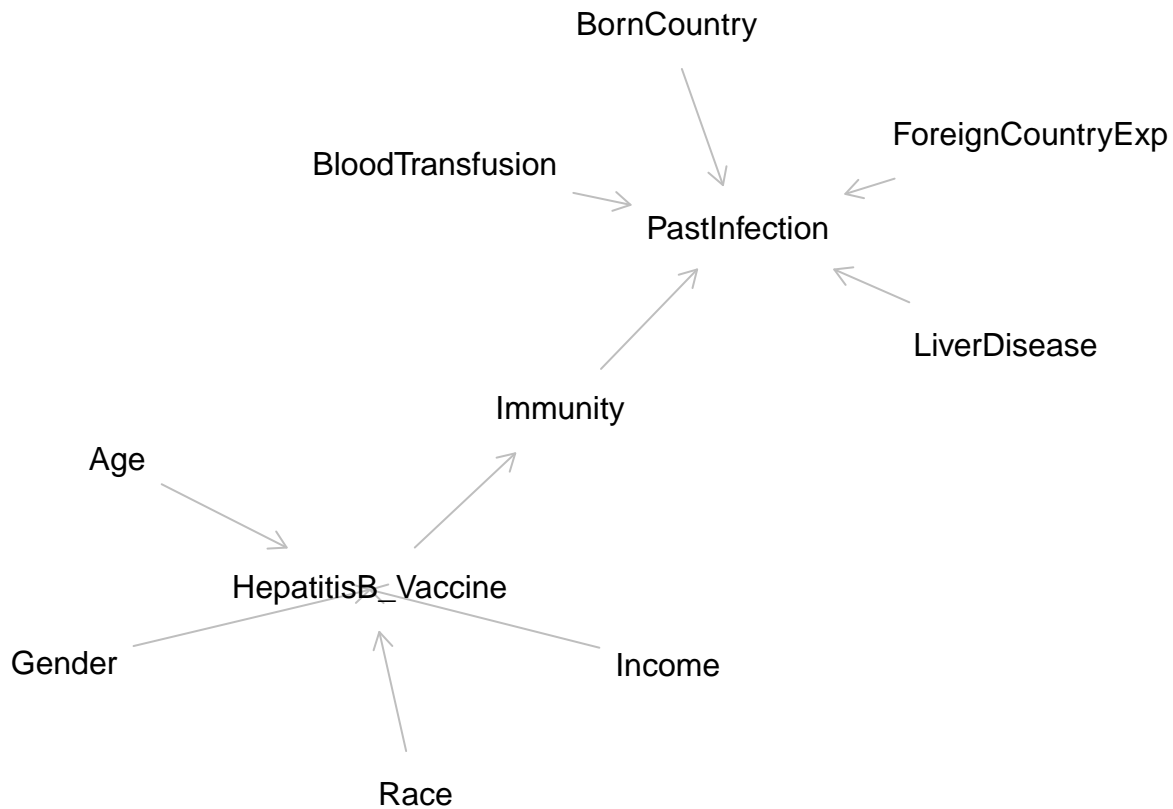 BornCountry
ForeignCountryExp
BloodTransfusion
PastInfection
LiverDisease
Immunity
Age
HepatitisB_Vaccine
Gender
Income
Race